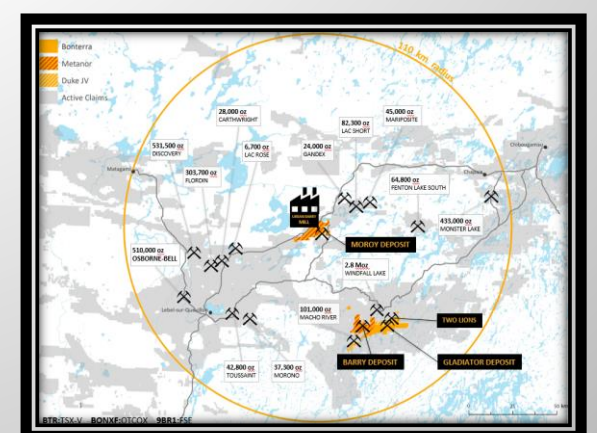 Bonterra
Metanor
Duke JV
Active Claims
110 km radius
28,000 oz
CARTHWRIGHT
45,000 oz
MARIPOSITE
82,300 oz
LAC SHORT
531,500 oz
DISCOVERY
6,700 oz
LAC ROSE
24,000 oz
GANDEX
303,700 oz
FLORDIN
64,800 oz
FENTON LAKE SOUTH
Matagami
Chapais
Chibougamau
MILL
433,000 oz
MONSTER LAKE
MOROY DEPOSIT
510,000 oz
OSBORNE-BELL
2.8 Moz
WINDFALL LAKE
Lebel-sur-Quévillon
101,000 oz
MACHO RIVER
TWO LIONS
BARRY DEPOSIT
GLADIATOR DEPOSIT
42,800 oz
TOUSSAINT
37,300 oz
MORONO
BTR:TSX-V BONXF:OTCQX 9BR1:FSE